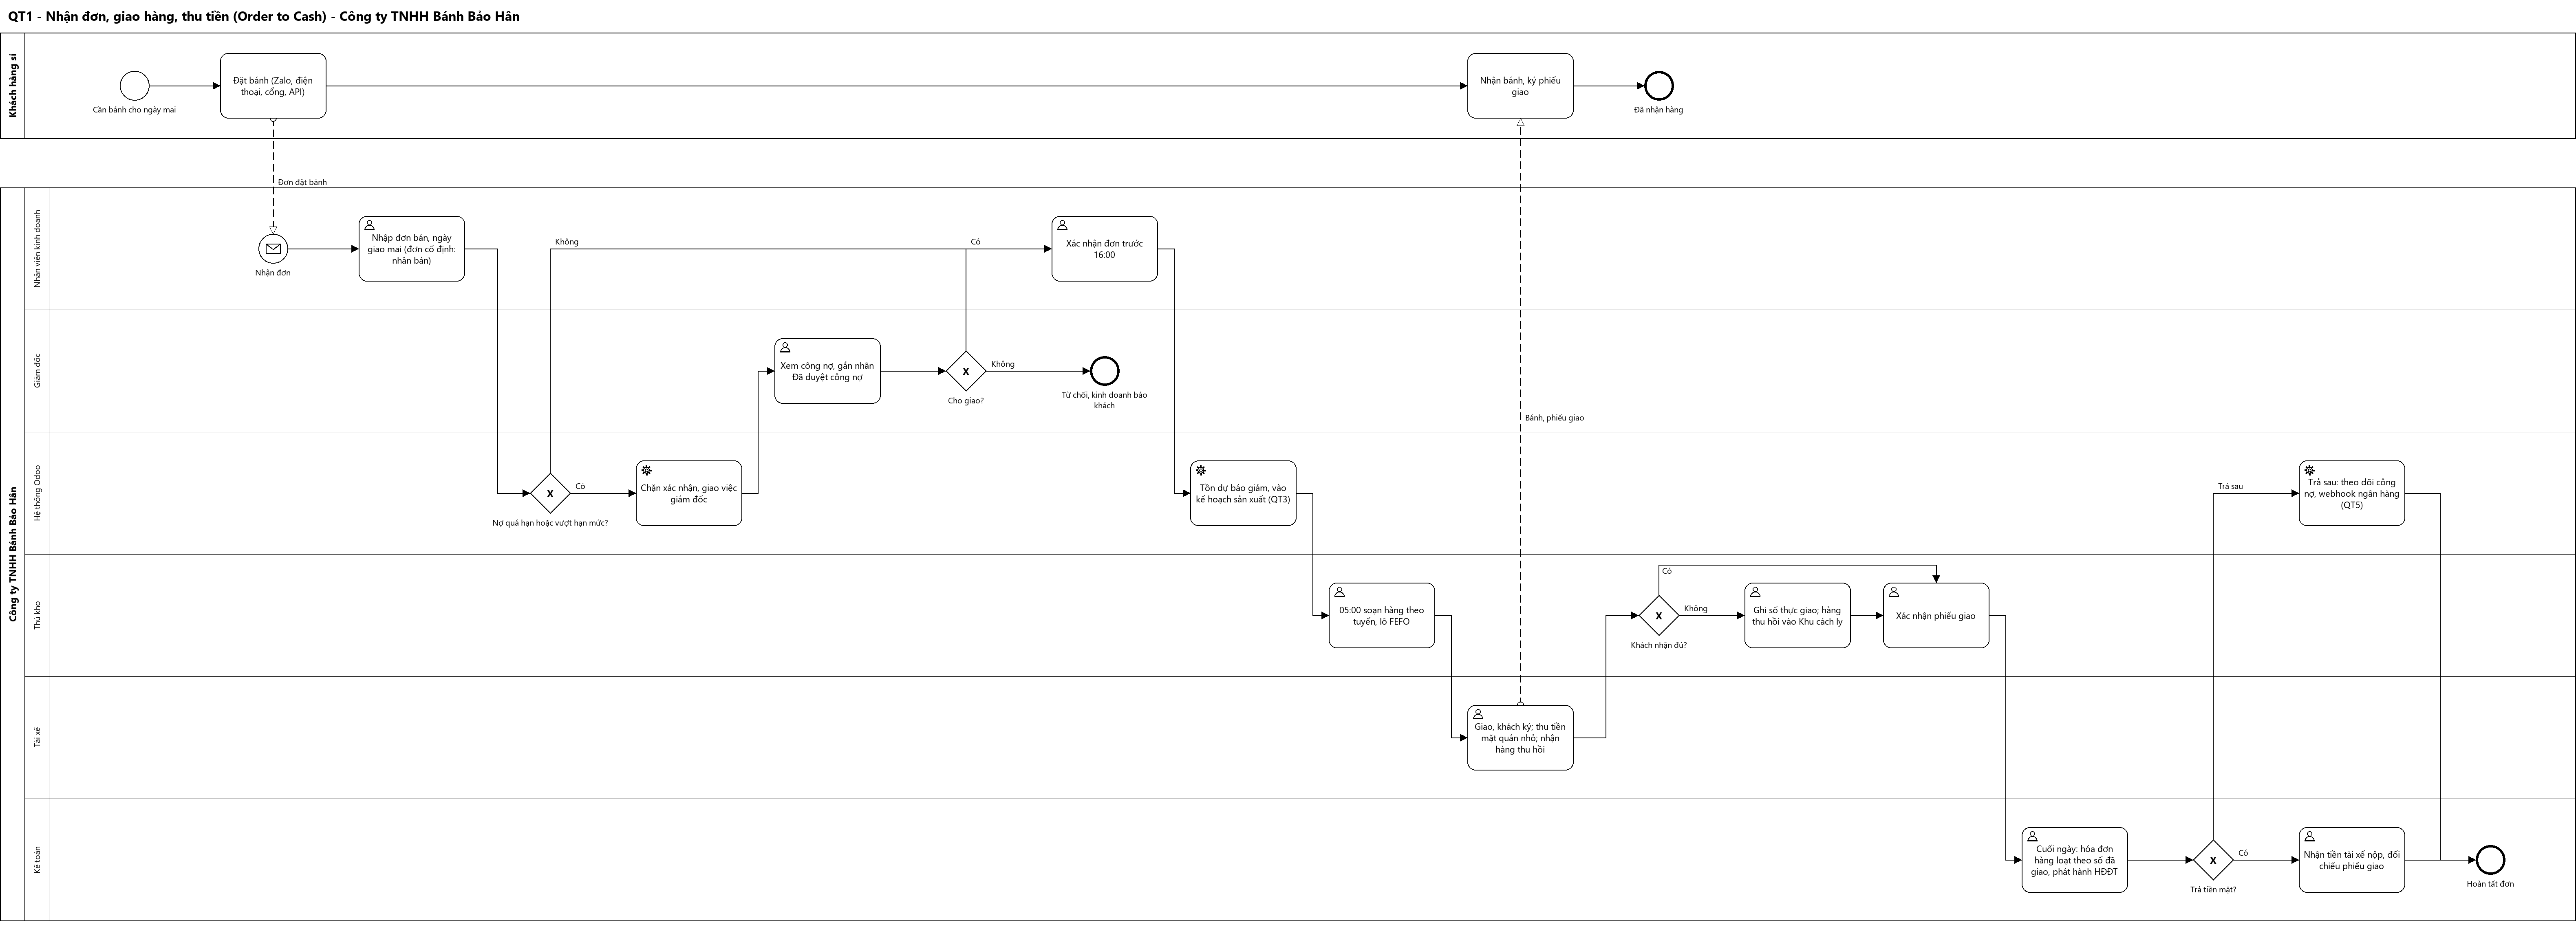 QT1 - Nhận đơn, giao hàng, thu tiền (Order to Cash) - Công ty TNHH Bánh Bảo Hân
Khách hàng sỉ
Cần bánh cho ngày mai
Đặt bánh (Zalo, điện
thoại, cổng, API)
Nhận bánh, ký phiếu
giao
Đã nhận hàng
Đơn đặt bánh
Công ty TNHH Bánh Bảo Hân
Nhân viên kinh doanh
Nhận đơn
Nhập đơn bán, ngày
giao mai (đơn cố định:
nhân bản)
Không
Có
Xác nhận đơn trước
16:00
Giám đốc
Xem công nợ, gắn nhãn
Đã duyệt công nợ
Cho giao?
Không
Từ chối, kinh doanh báo
khách
Bánh, phiếu giao
Hệ thống Odoo
Nợ quá hạn hoặc vượt hạn mức?
Có
Chặn xác nhận, giao việc
giám đốc
Tồn dự báo giảm, vào
kế hoạch sản xuất (QT3)
Trả sau
Trả sau: theo dõi công
nợ, webhook ngân hàng
(QT5)
Thủ kho
05:00 soạn hàng theo
tuyến, lô FEFO
Có
Khách nhận đủ?
Không
Ghi số thực giao; hàng
thu hồi vào Khu cách ly
Xác nhận phiếu giao
Tài xế
Giao, khách ký; thu tiền
mặt quán nhỏ; nhận
hàng thu hồi
Kế toán
Cuối ngày: hóa đơn
hàng loạt theo số đã
giao, phát hành HĐĐT
Trả tiền mặt?
Có
Nhận tiền tài xế nộp, đối
chiếu phiếu giao
Hoàn tất đơn